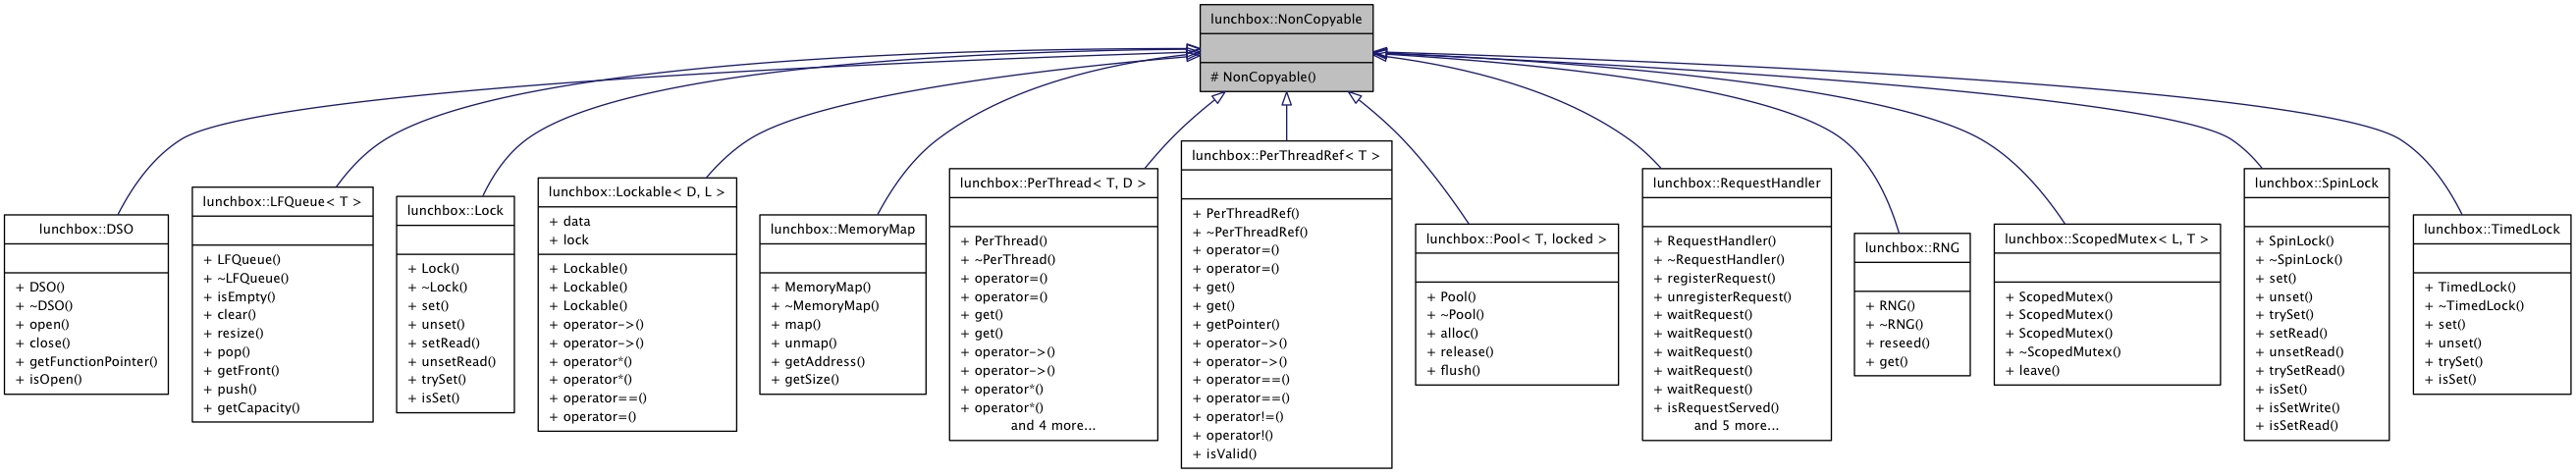 lunchbox::NonCopyable
# NonCopyable()
lunchbox::DSO
+ DSO()
+ ~DSO()
+ open()
+ close()
+ getFunctionPointer()
+ isOpen()
lunchbox::LFQueue< T >
+ LFQueue()
+ ~LFQueue()
+ isEmpty()
+ clear()
+ resize()
+ pop()
+ getFront()
+ push()
+ getCapacity()
lunchbox::Lock
+ Lock()
+ ~Lock()
+ set()
+ unset()
+ setRead()
+ unsetRead()
+ trySet()
+ isSet()
lunchbox::Lockable< D, L >
+ data
+ lock
+ Lockable()
+ Lockable()
+ Lockable()
+ operator->()
+ operator->()
+ operator*()
+ operator*()
+ operator==()
+ operator=()
lunchbox::MemoryMap
+ MemoryMap()
+ ~MemoryMap()
+ map()
+ unmap()
+ getAddress()
+ getSize()
lunchbox::PerThread< T, D >
+ PerThread()
+ ~PerThread()
+ operator=()
+ operator=()
+ get()
+ get()
+ operator->()
+ operator->()
+ operator*()
+ operator*()
and 4 more...
lunchbox::PerThreadRef< T >
+ PerThreadRef()
+ ~PerThreadRef()
+ operator=()
+ operator=()
+ get()
+ get()
+ getPointer()
+ operator->()
+ operator->()
+ operator==()
+ operator==()
+ operator!=()
+ operator!()
+ isValid()
lunchbox::Pool< T, locked >
+ Pool()
+ ~Pool()
+ alloc()
+ release()
+ flush()
lunchbox::RequestHandler
+ RequestHandler()
+ ~RequestHandler()
+ registerRequest()
+ unregisterRequest()
+ waitRequest()
+ waitRequest()
+ waitRequest()
+ waitRequest()
+ waitRequest()
+ isRequestServed()
and 5 more...
lunchbox::RNG
+ RNG()
+ ~RNG()
+ reseed()
+ get()
lunchbox::ScopedMutex< L, T >
+ ScopedMutex()
+ ScopedMutex()
+ ScopedMutex()
+ ~ScopedMutex()
+ leave()
lunchbox::SpinLock
+ SpinLock()
+ ~SpinLock()
+ set()
+ unset()
+ trySet()
+ setRead()
+ unsetRead()
+ trySetRead()
+ isSet()
+ isSetWrite()
+ isSetRead()
lunchbox::TimedLock
+ TimedLock()
+ ~TimedLock()
+ set()
+ unset()
+ trySet()
+ isSet()